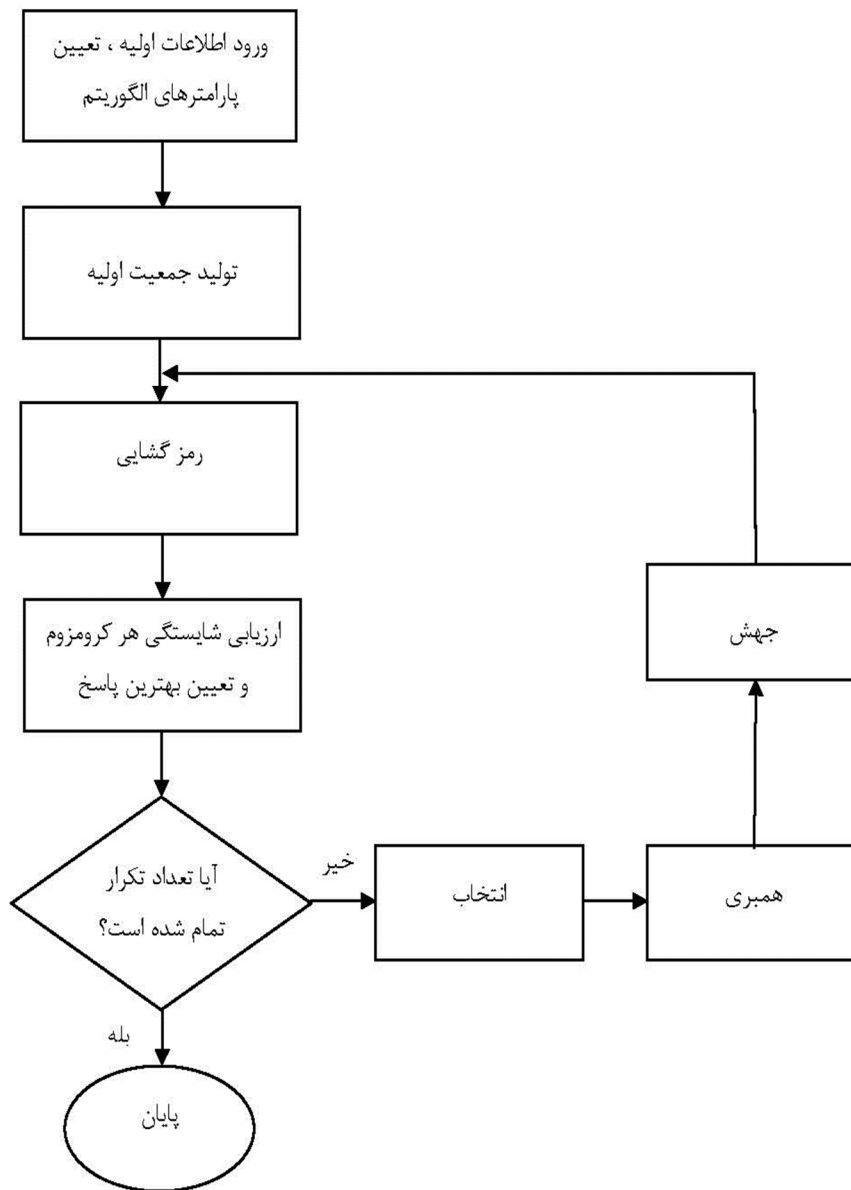 ورود اطلاعات اولیه ، تعیین
پارامترهای الگوریتم
تولید جمعیت اولیه
رمز گشایی
ارزیابی شایستگی هر کرومزوم
و تعیین بهترین پاسخ
آیا تعداد تکرار
تمام شده است؟
خیر
انتخاب
همبری
جهش
بله
پایان